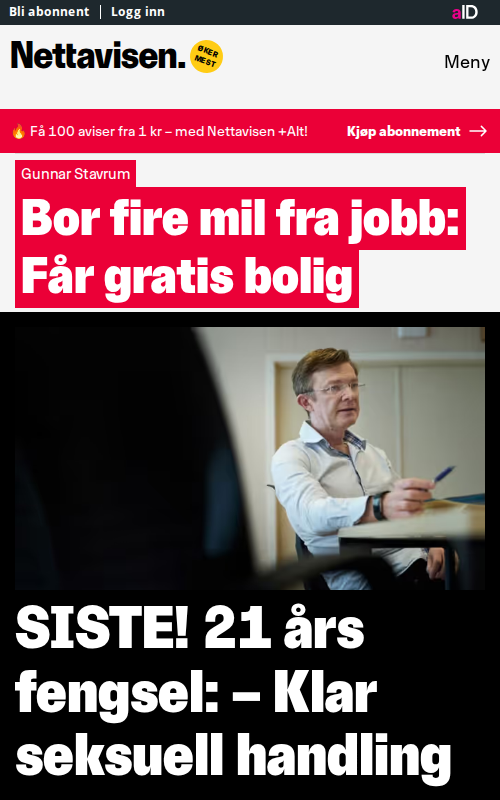 Bli abonnent | Logg inn aID
Nettavisen. ØKER
MEST
Meny
🔥 Få 100 aviser fra 1 kr – med Nettavisen +Alt! Kjøp abonnement →
Gunnar Stavrum
Bor fire mil fra jobb:
Får gratis bolig
SISTE! 21 års
fengsel: – Klar
seksuell handling